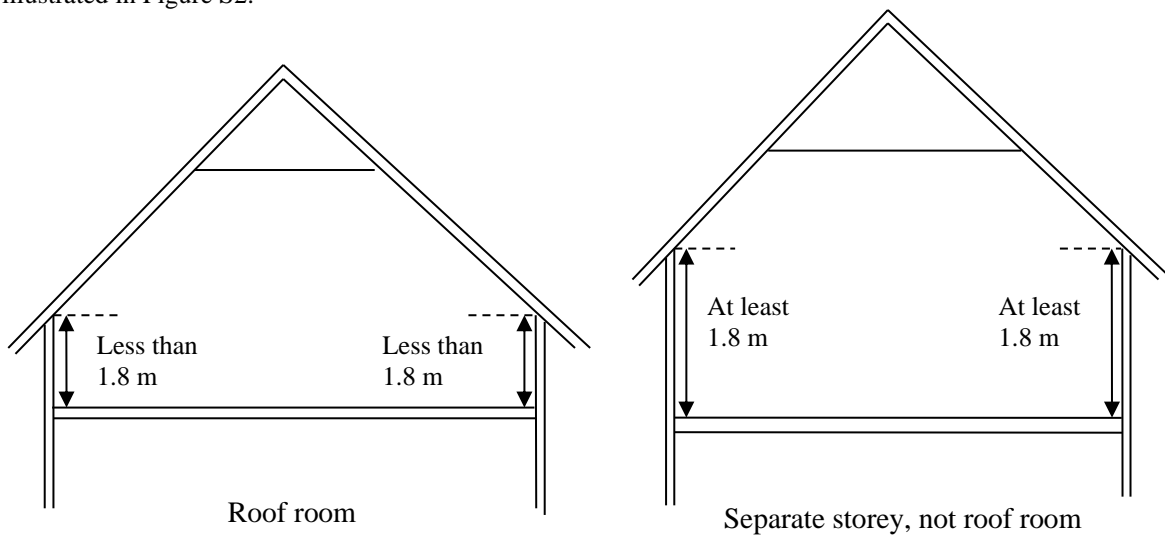 illustrated in Figure S2.
Less than
1.8 m
Less than
1.8 m
Roof room
At least
1.8 m
At least
1.8 m
Separate storey, not roof room